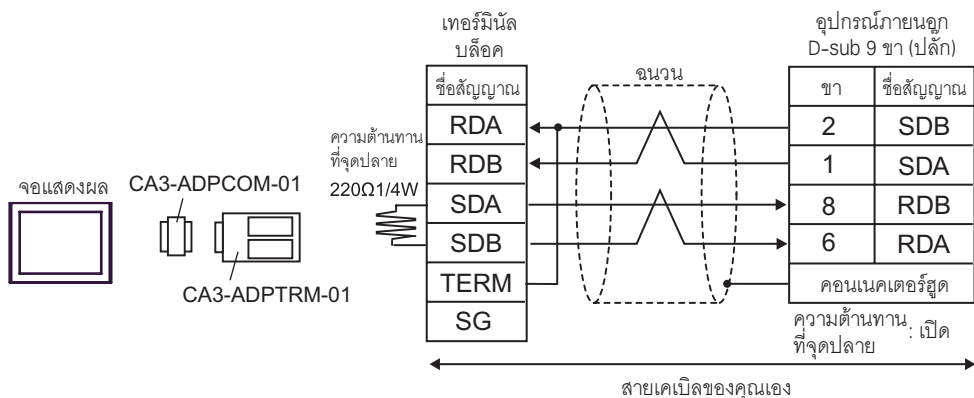 จอแสดงผล
CA3-ADPCOM-01
CA3-ADPTRM-01
ความต้านทาน
ที่จุดปลาย
220Ω1/4W
เทอร์มินัล
บล็อค
ชื่อสัญญาณ
RDA
RDB
SDA
SDB
TERM
SG
ฉนวน
อุปกรณ์ภายนอก
D-sub 9 ขา (ปลั๊ก)
ขา ชื่อสัญญาณ
2 SDB
1 SDA
8 RDB
6 RDA
คอนเนคเตอร์ฮูด
ความต้านทาน
ที่จุดปลาย : เปิด
สายเคเบิลของคุณเอง